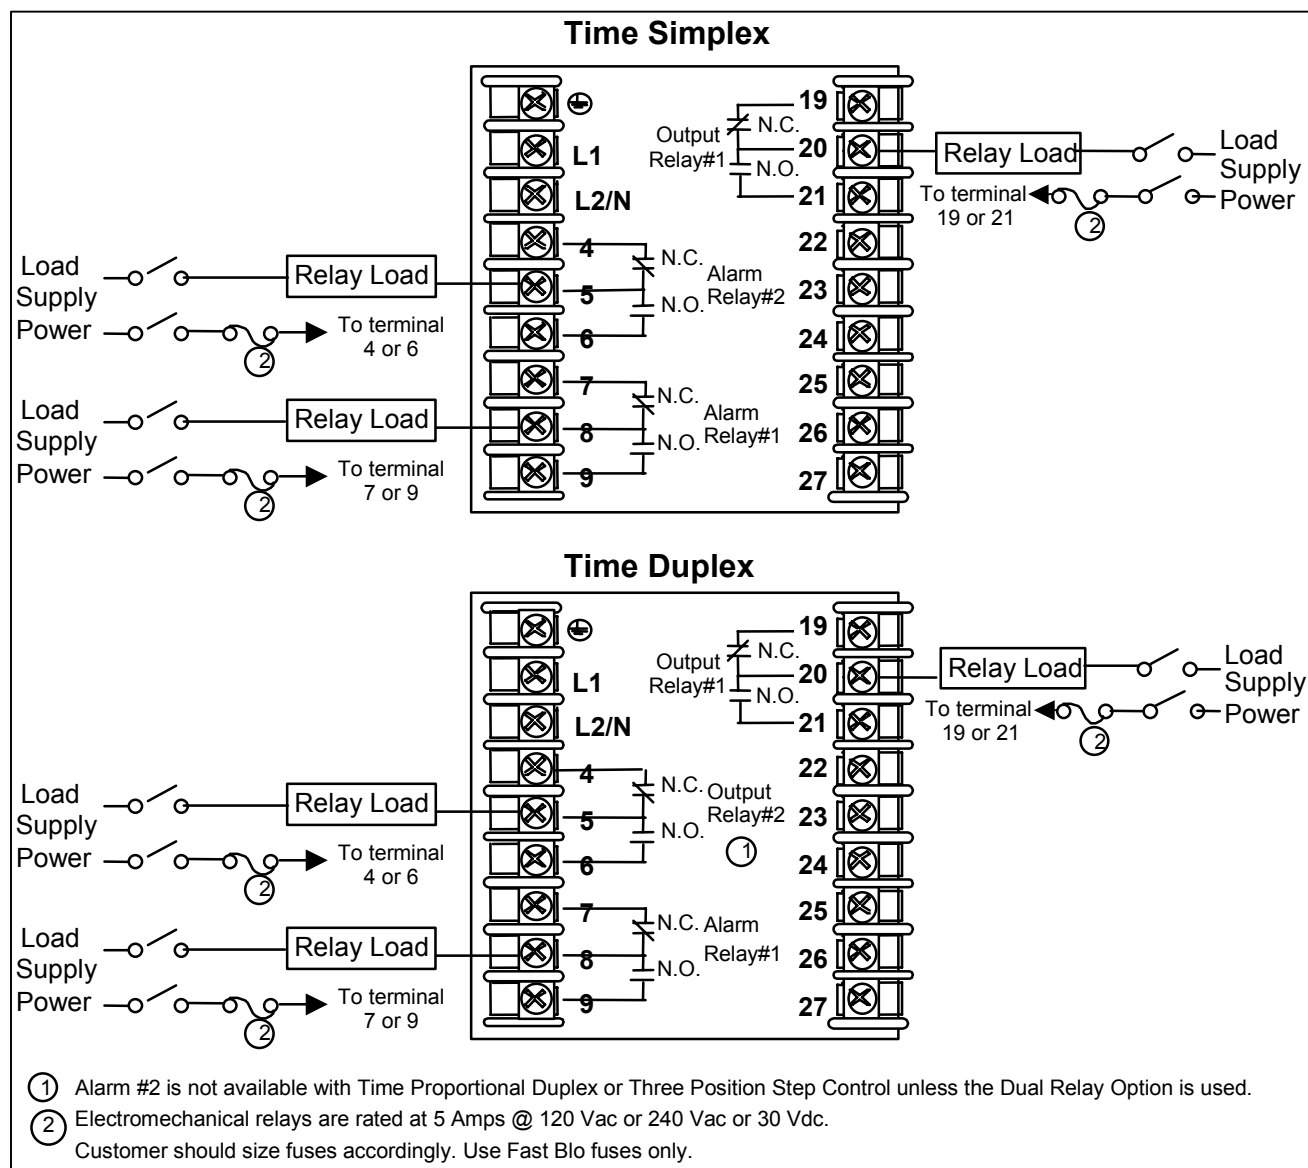 Time Simplex
L1
L2/N
4
5
6
7
8
9
N.C.
N.O.
Alarm
Relay#2
N.C.
N.O.
Alarm
Relay#1
Output
Relay#1
N.C.
N.O.
19
20
21
22
23
24
25
26
27
Relay Load
Load
Supply
Power
To terminal
19 or 21
2
Load
Supply
Power
Relay Load
To terminal
4 or 6
2
Load
Supply
Power
Relay Load
To terminal
7 or 9
2
Time Duplex
L1
L2/N
4
5
6
7
8
9
N.C.
N.O.
Output
Relay#2
1
N.C.
N.O.
Alarm
Relay#1
Output
Relay#1
N.C.
N.O.
19
20
21
22
23
24
25
26
27
Relay Load
Load
Supply
Power
To terminal
19 or 21
2
Load
Supply
Power
Relay Load
To terminal
4 or 6
2
Load
Supply
Power
Relay Load
To terminal
7 or 9
2
1 Alarm #2 is not available with Time Proportional Duplex or Three Position Step Control unless the Dual Relay Option is used.
2 Electromechanical relays are rated at 5 Amps @ 120 Vac or 240 Vac or 30 Vdc.
Customer should size fuses accordingly. Use Fast Blo fuses only.